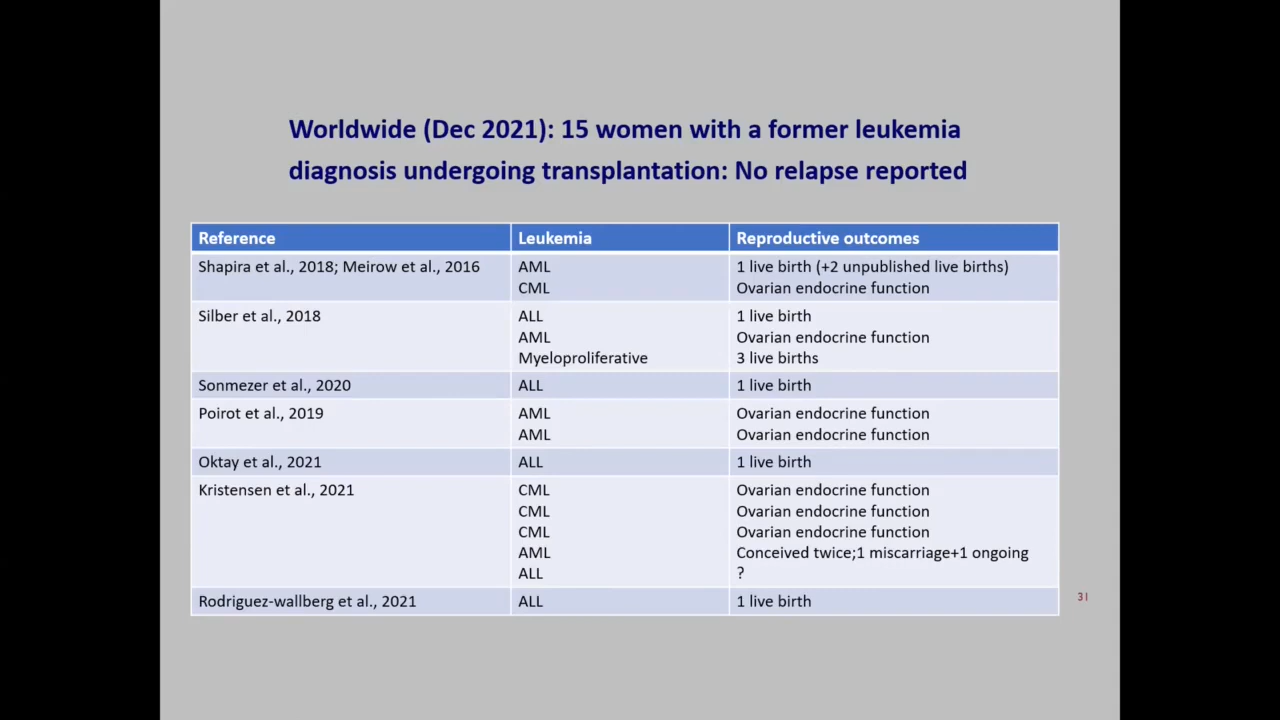 Worldwide (Dec 2021): 15 women with a former leukemia
diagnosis undergoing transplantation: No relapse reported
Reference Leukemia Reproductive outcomes
Shapira et al., 2018; Meirow et al., 2016 AML 1 live birth (+2 unpublished live births)
CML Ovarian endocrine function
Silber et al., 2018 ALL 1 live birth
AML Ovarian endocrine function
Myeloproliferative 3 live births
Sonmezer et al., 2020 ALL 1 live birth
Poirot et al., 2019 AML Ovarian endocrine function
AML Ovarian endocrine function
Oktay et al., 2021 ALL 1 live birth
Kristensen et al., 2021 CML Ovarian endocrine function
CML Ovarian endocrine function
CML Ovarian endocrine function
AML Conceived twice;1 miscarriage+1 ongoing
ALL ?
Rodriguez-wallberg et al., 2021 ALL 1 live birth
31